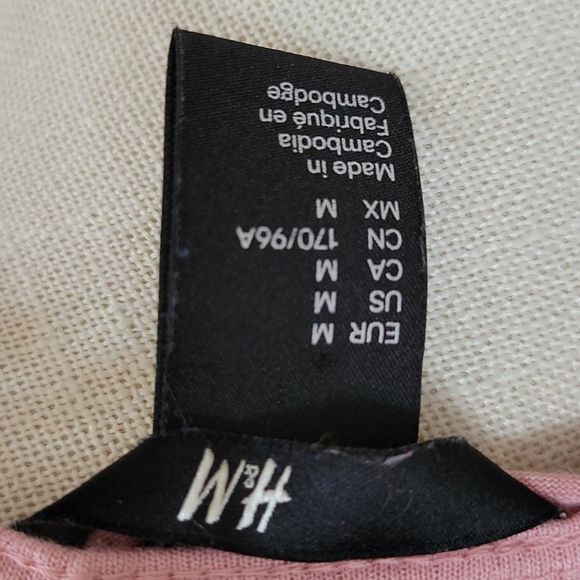 H&M
EUR M
US M
CA M
CN 170/96A
MX M
Made in
Cambodia
Fabriqué en
Cambodge